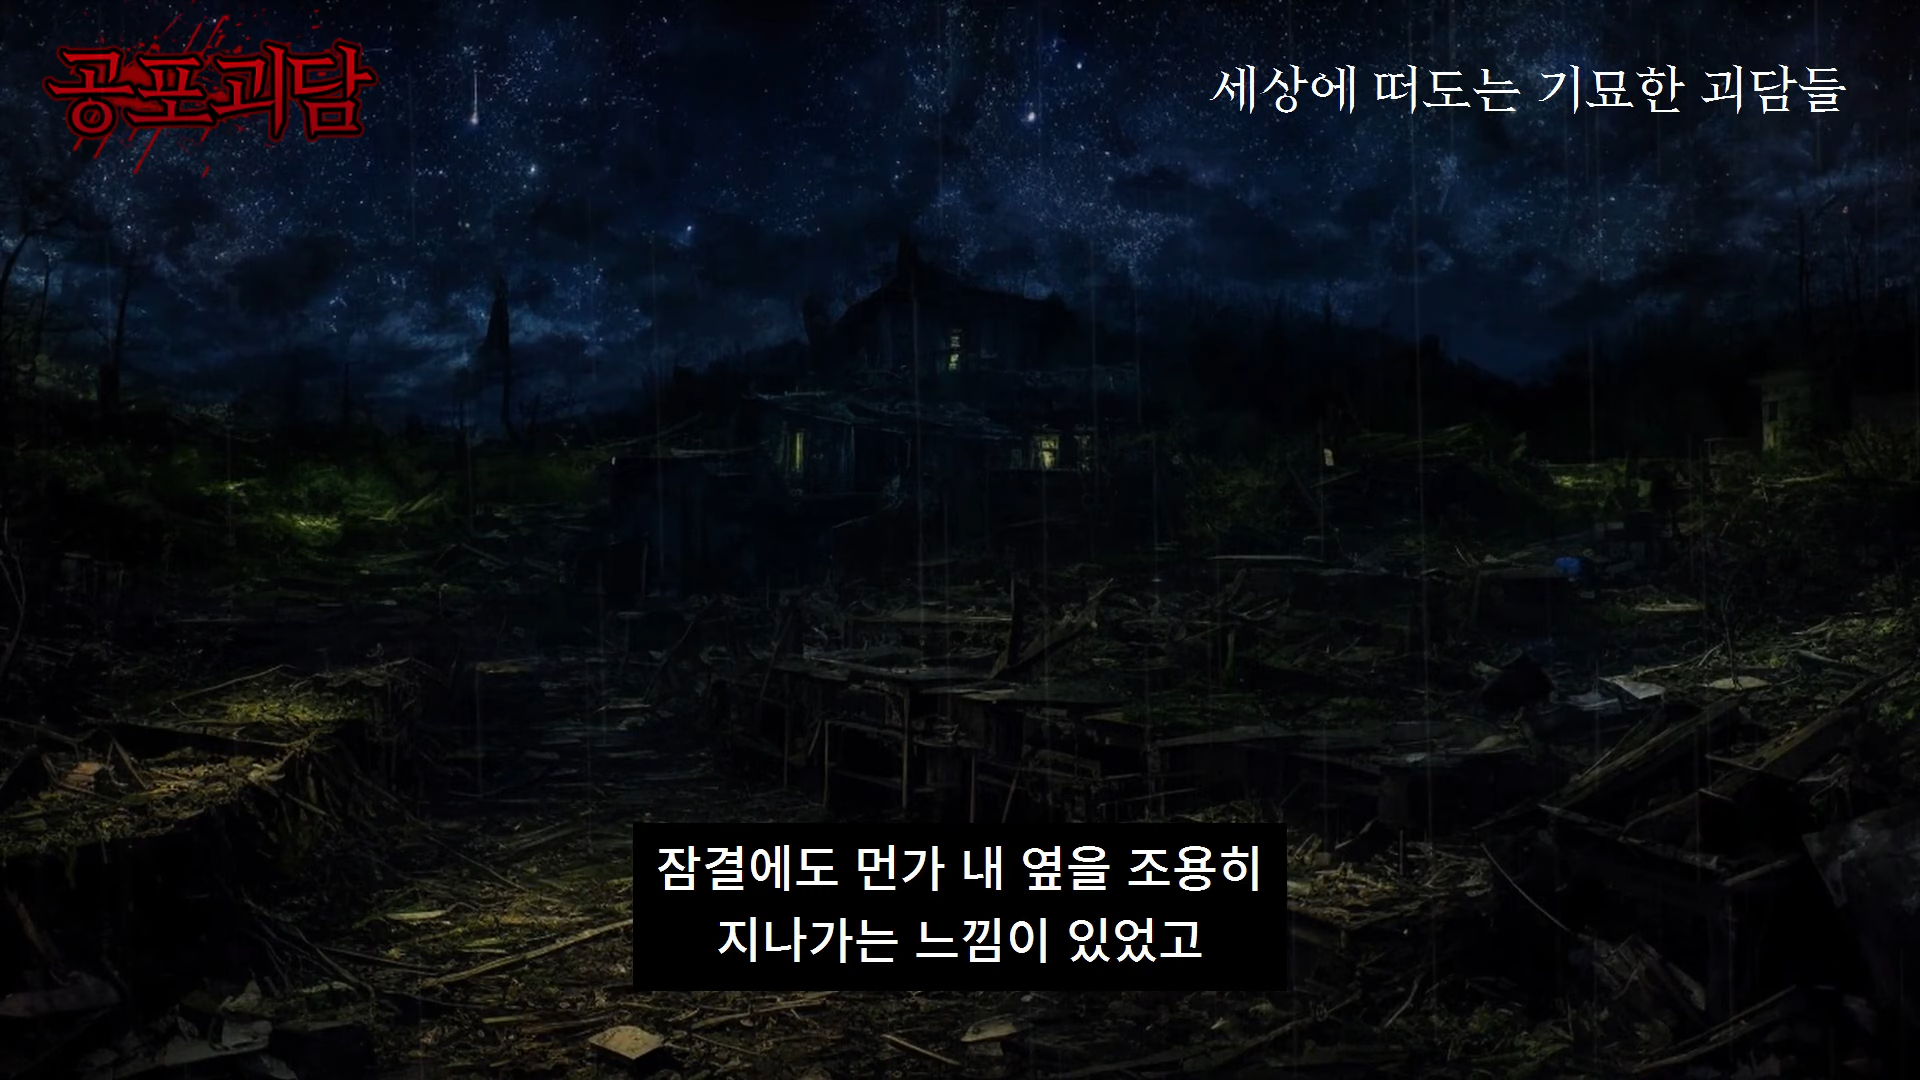 공포괴담
세상에 떠도는 기묘한 괴담들
잠결에도 먼가 내 옆을 조용히
지나가는 느낌이 있었고